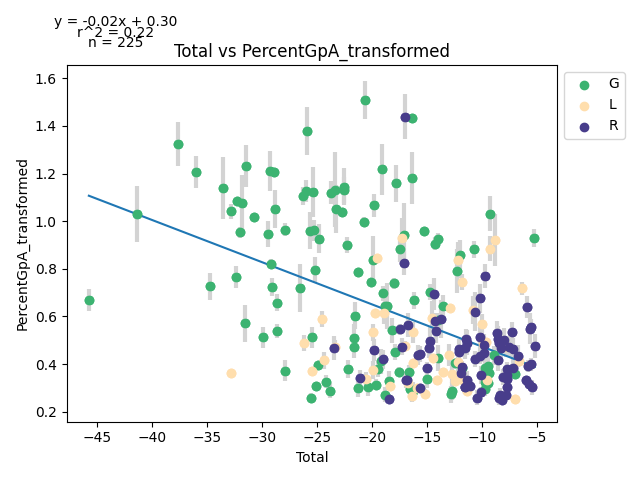 y = -0.02x + 0.30
r^2 = 0.22
n = 225
Total vs PercentGpA_transformed
G
L
R
PercentGpA_transformed
1.6
1.4
1.2
1.0
0.8
0.6
0.4
0.2
−45 −40 −35 −30 −25 −20 −15 −10 −5
Total